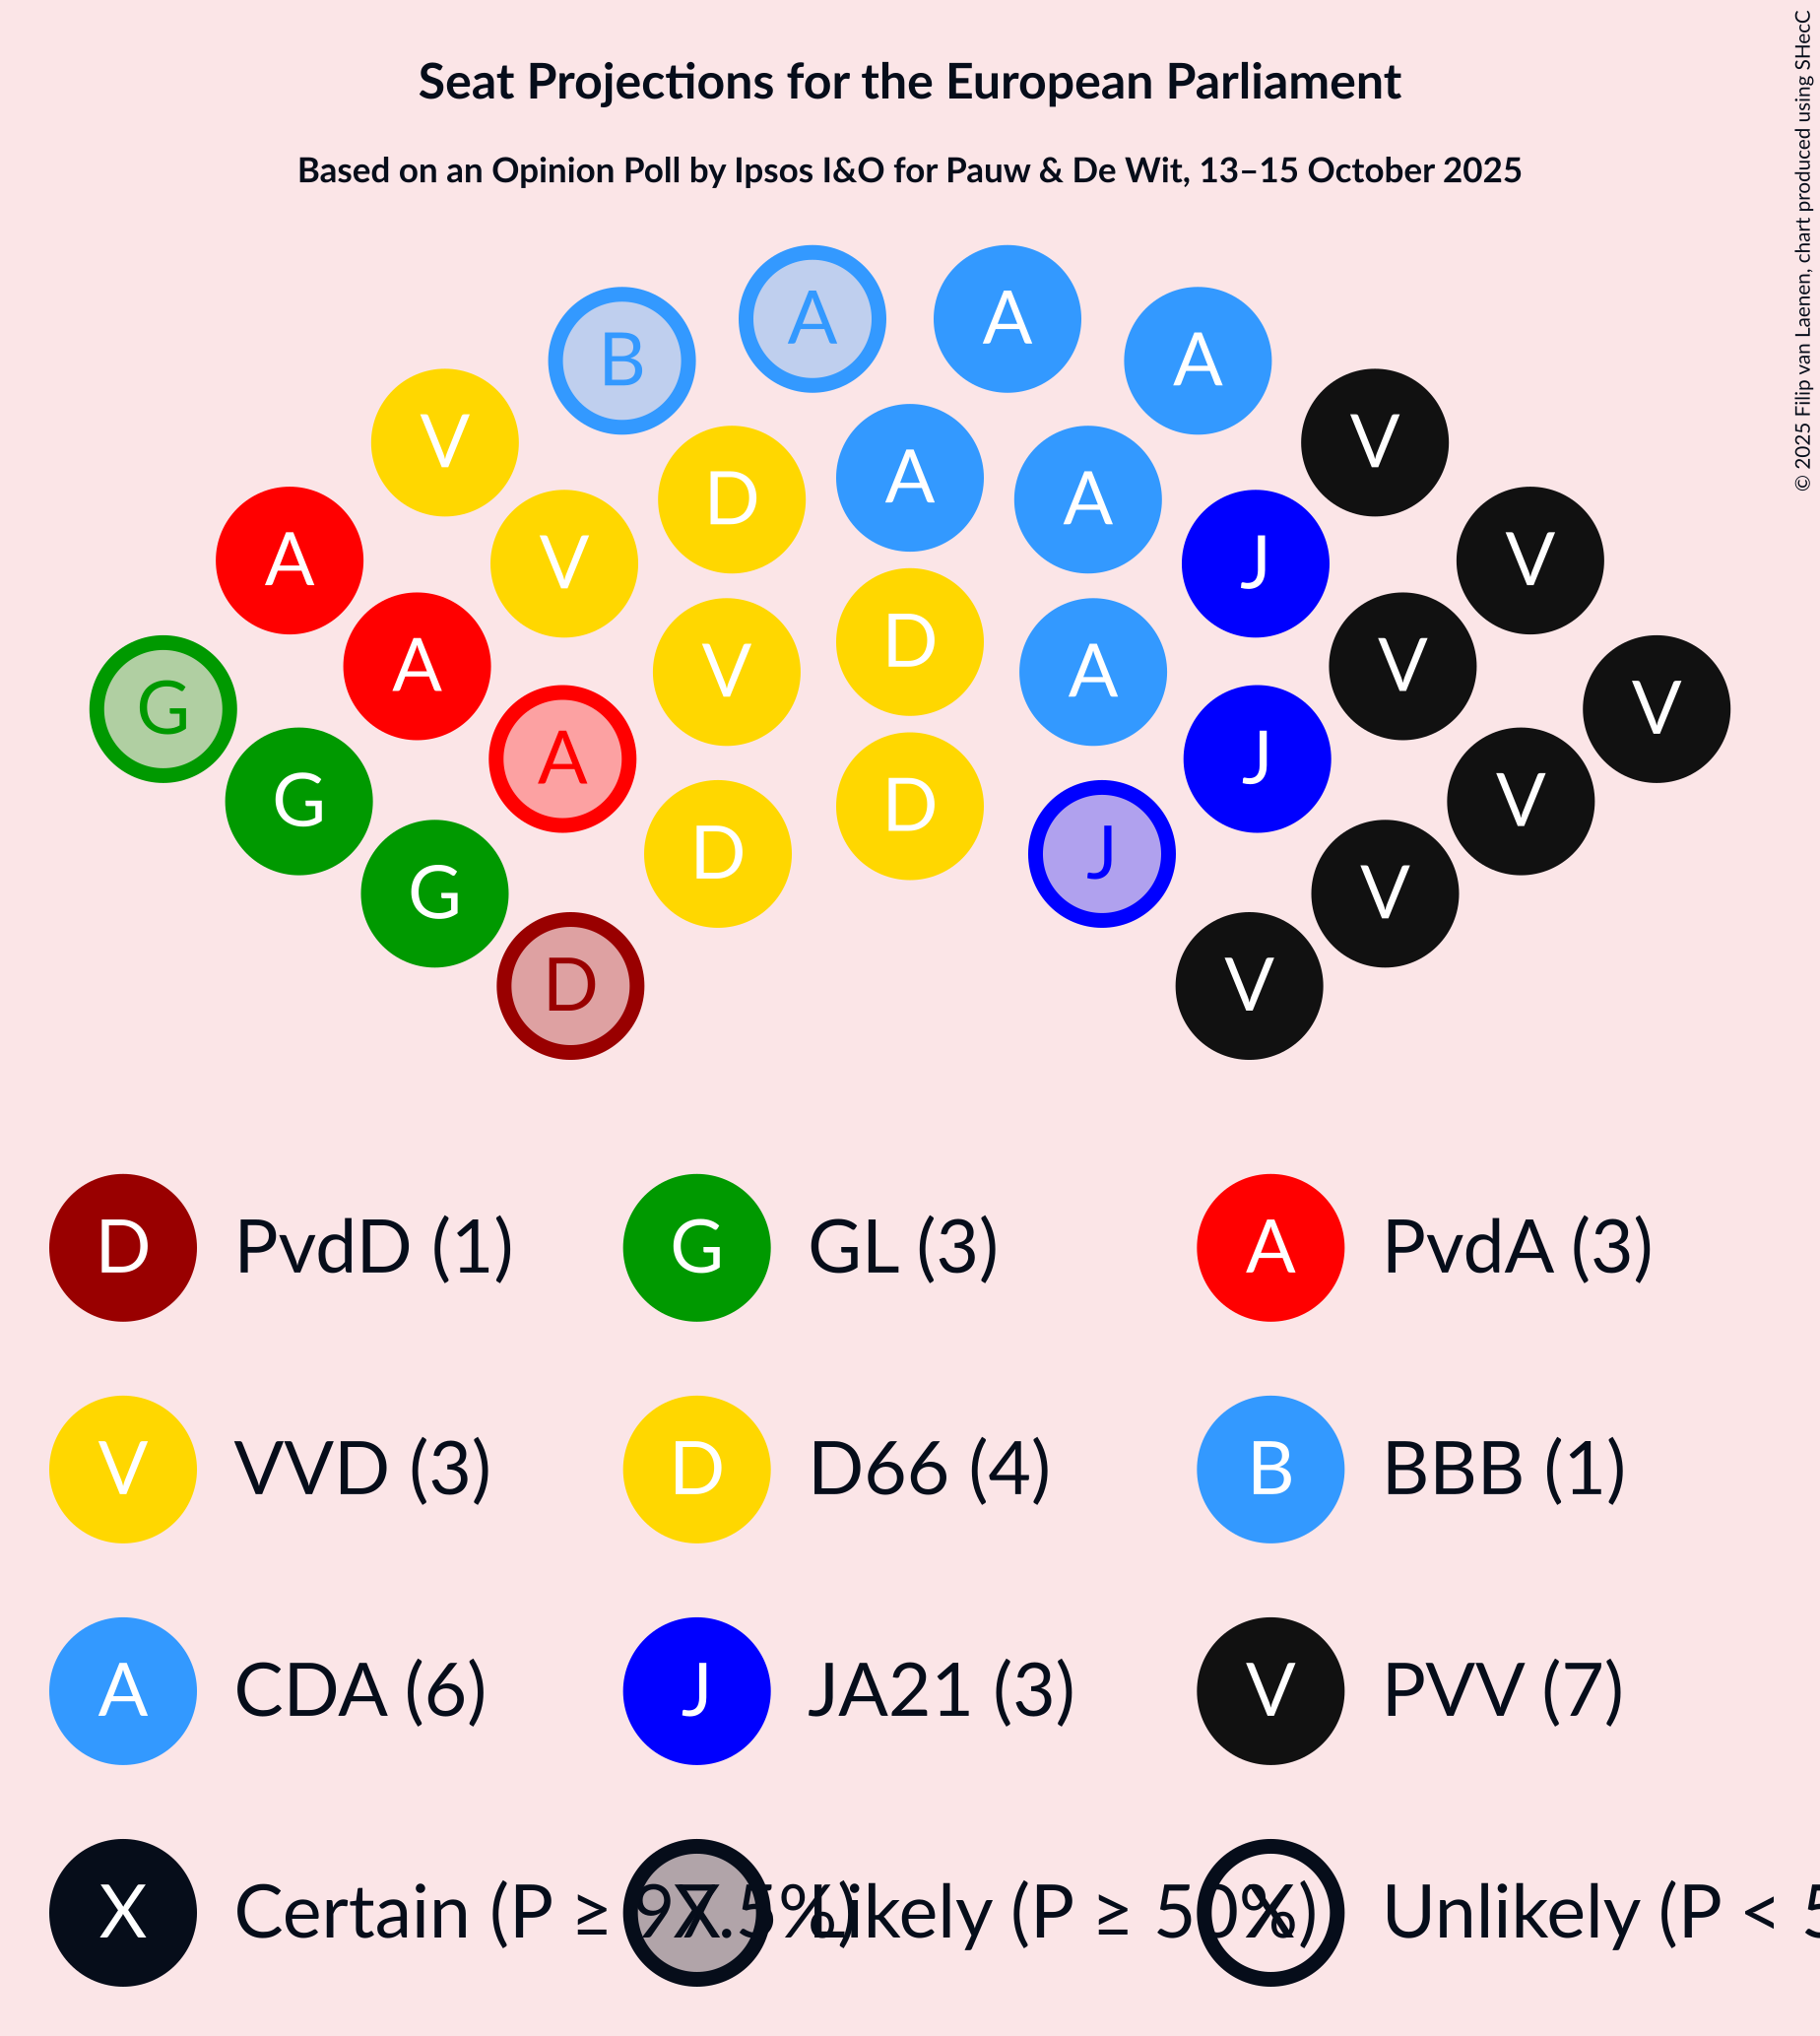 Seat Projections for the European Parliament
Based on an Opinion Poll by Ipsos I&O for Pauw & De Wit, 13–15 October 2025
© 2025 Filip van Laenen, chart produced using SHecC
A A
B A
V V
D A A
A V J V
D
A V A V
G A J V
G D D J V
G V
D V
D PvdD (1) G GL (3) A PvdA (3)
V VVD (3) D D66 (4) B BBB (1)
A CDA (6) J JA21 (3) V PVV (7)
X Certain (P ≥ 97.5%) X Likely (P ≥ 50%) X Unlikely (P < 5